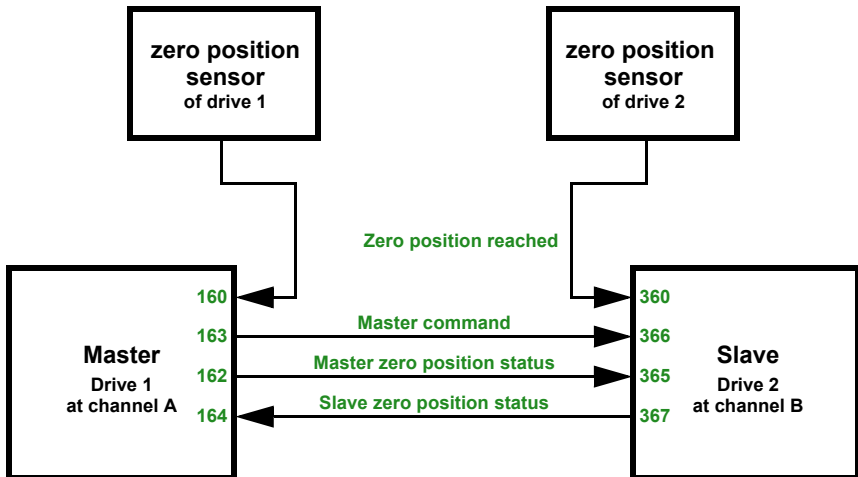 zero position
sensor
of drive 1
zero position
sensor
of drive 2
Zero position reached
160
360
163
Master command
366
Master
Drive 1
at channel A
162
Master zero position status
365
Slave
Drive 2
at channel B
164
Slave zero position status
367